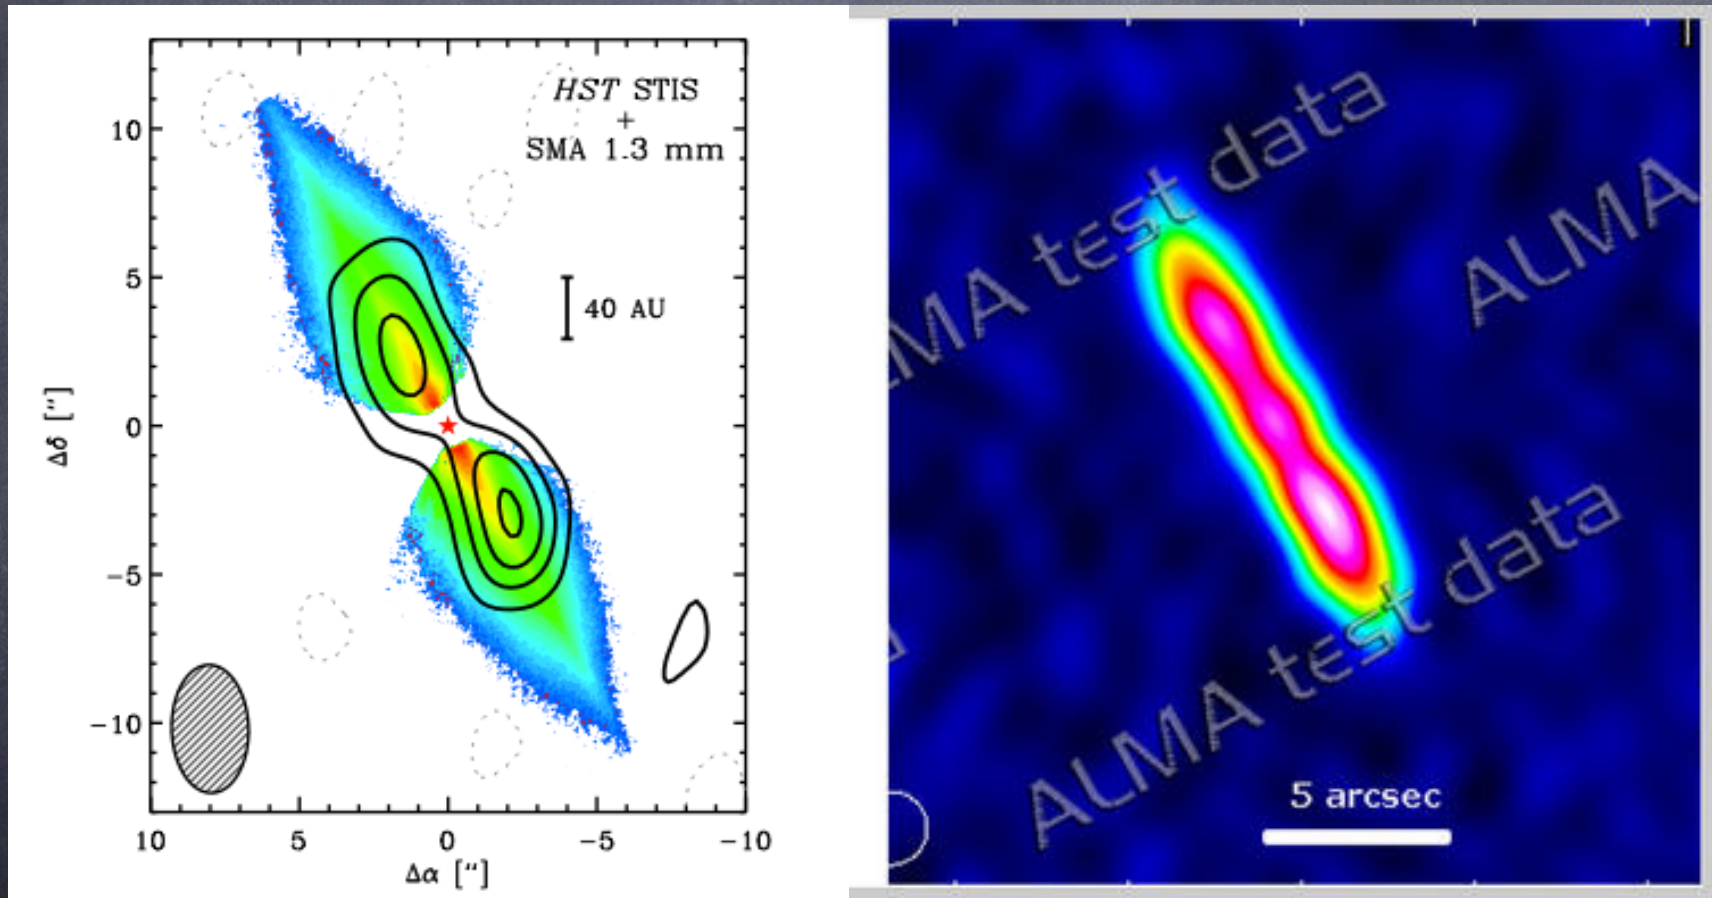 HST STIS
+
SMA 1.3 mm
10
5
40 AU
0
Δδ ["]
−5
−10
10
5
0
−5
−10
Δα ["]
LMA test data
ALMA
ALMA test data
5 arcsec